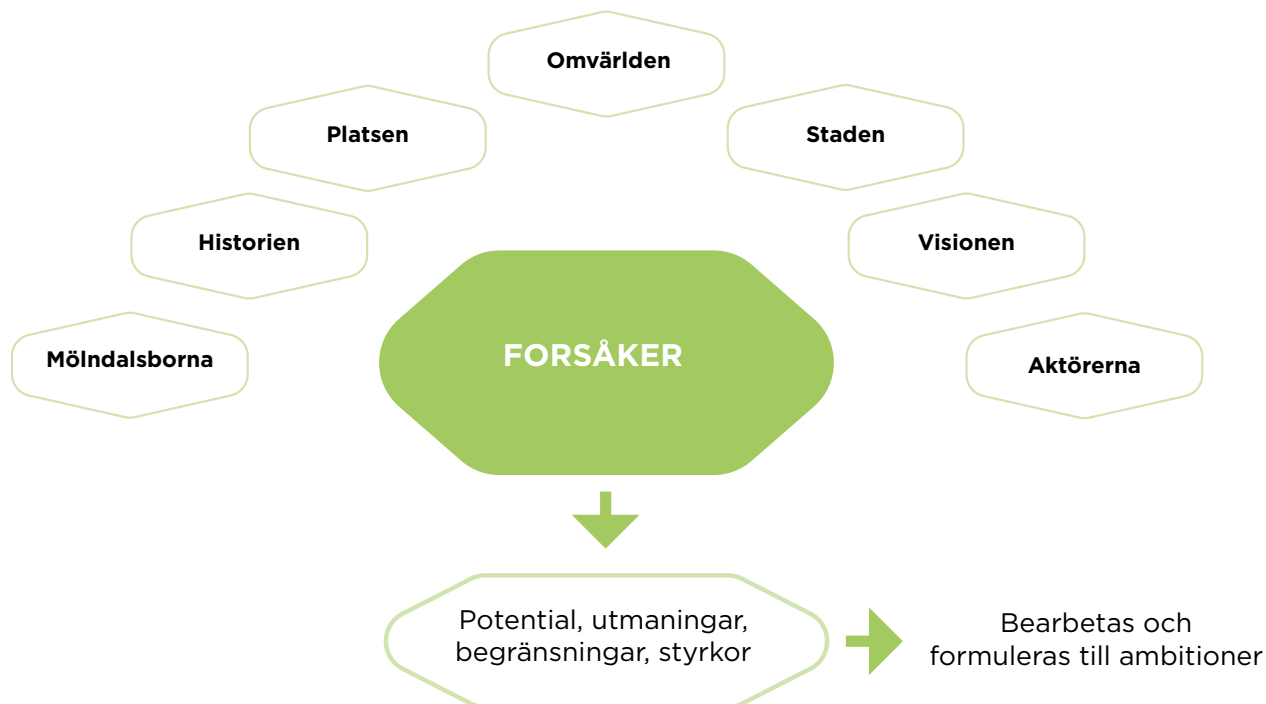 Omvärlden
Platsen
Staden
Historien
Visionen
Mölndalsborna
FORSÅKER
Aktörerna
Potential, utmaningar,
begränsningar, styrkor
Bearbetas och
formuleras till ambitioner